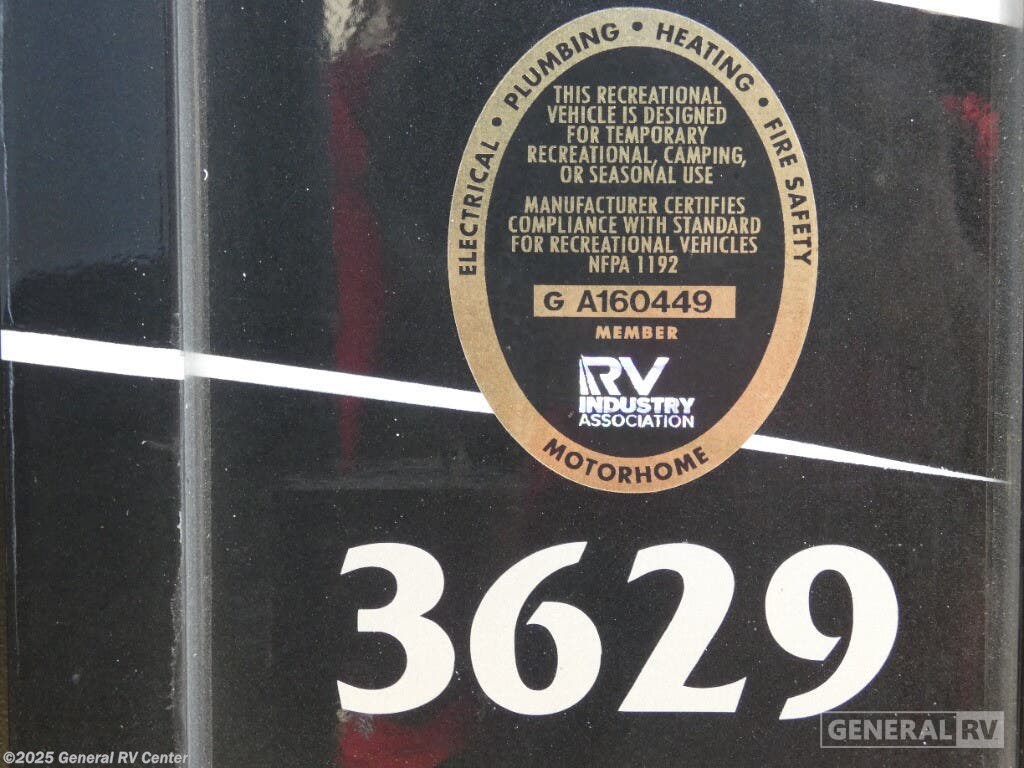 ELECTRICAL • PLUMBING • HEATING • FIRE SAFETY
THIS RECREATIONAL
VEHICLE IS DESIGNED
FOR TEMPORARY
RECREATIONAL, CAMPING,
OR SEASONAL USE
MANUFACTURER CERTIFIES
COMPLIANCE WITH STANDARD
FOR RECREATIONAL VEHICLES
NFPA 1192
G A160449
MEMBER
RV
INDUSTRY
ASSOCIATION
MOTORHOME
3629
GENERAL RV
©2025 General RV Center